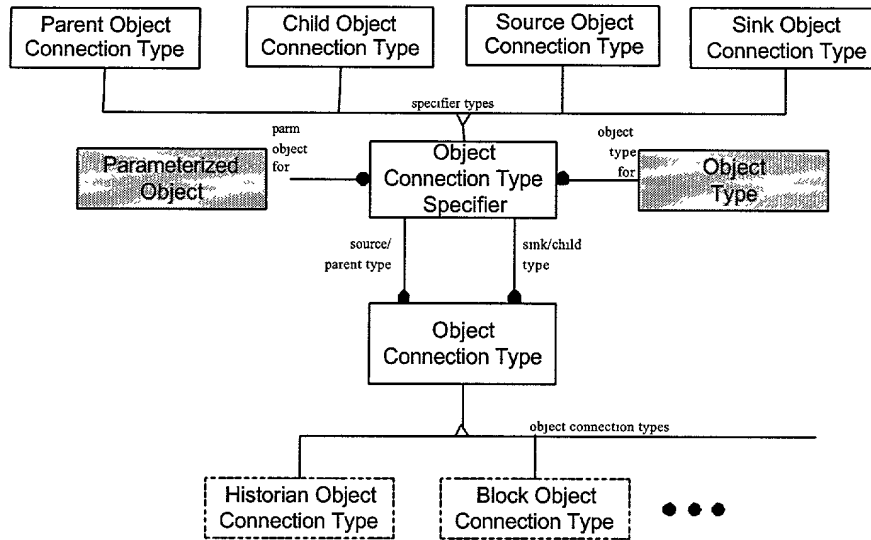 Parent Object
Connection Type
Child Object
Connection Type
Source Object
Connection Type
Sink Object
Connection Type
specifier types
parm
object
for
object
type
for
Parameterized
Object
Object
Connection Type
Specifier
Object
Type
source/
parent type
sink/child
type
Object
Connection Type
object connection types
Historian Object
Connection Type
Block Object
Connection Type